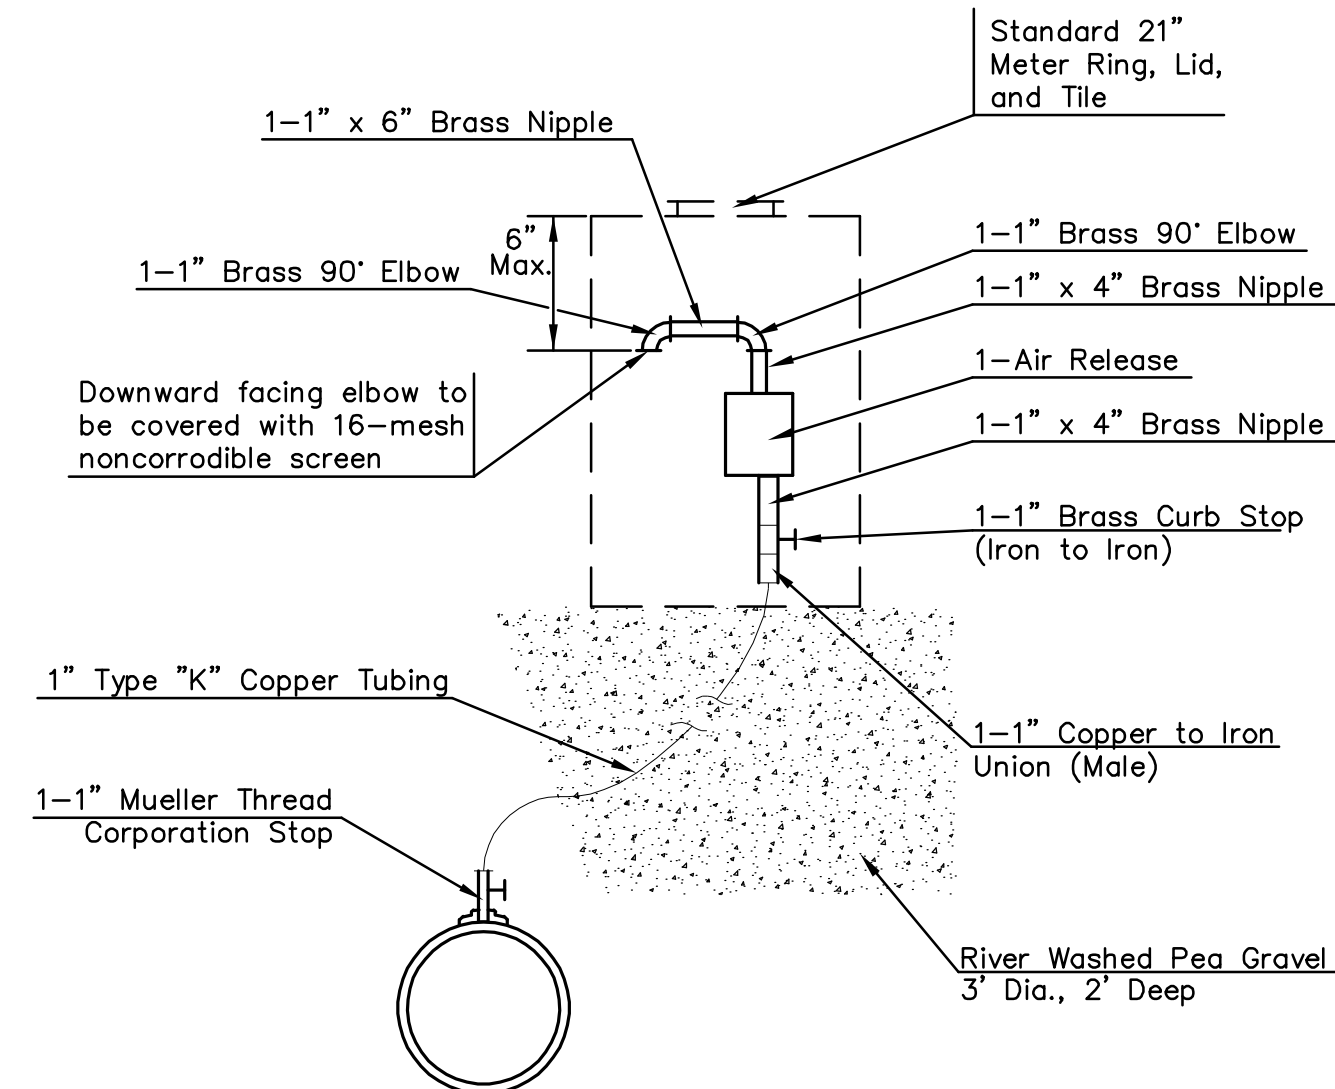 Standard 21”
Meter Ring, Lid,
and Tile
1–1” x 6” Brass Nipple
6”
Max.
1–1” Brass 90° Elbow
1–1” Brass 90° Elbow
1–1” x 4” Brass Nipple
1–Air Release
Downward facing elbow to
be covered with 16–mesh
noncorrodible screen
1–1” x 4” Brass Nipple
1–1” Brass Curb Stop
(Iron to Iron)
1” Type ”K” Copper Tubing
1–1” Copper to Iron
Union (Male)
1–1” Mueller Thread
Corporation Stop
River Washed Pea Gravel
3’ Dia., 2’ Deep